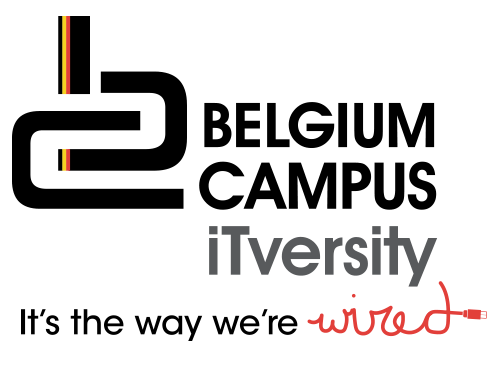 BELGIUM
CAMPUS
iTversity
It's the way we're wired